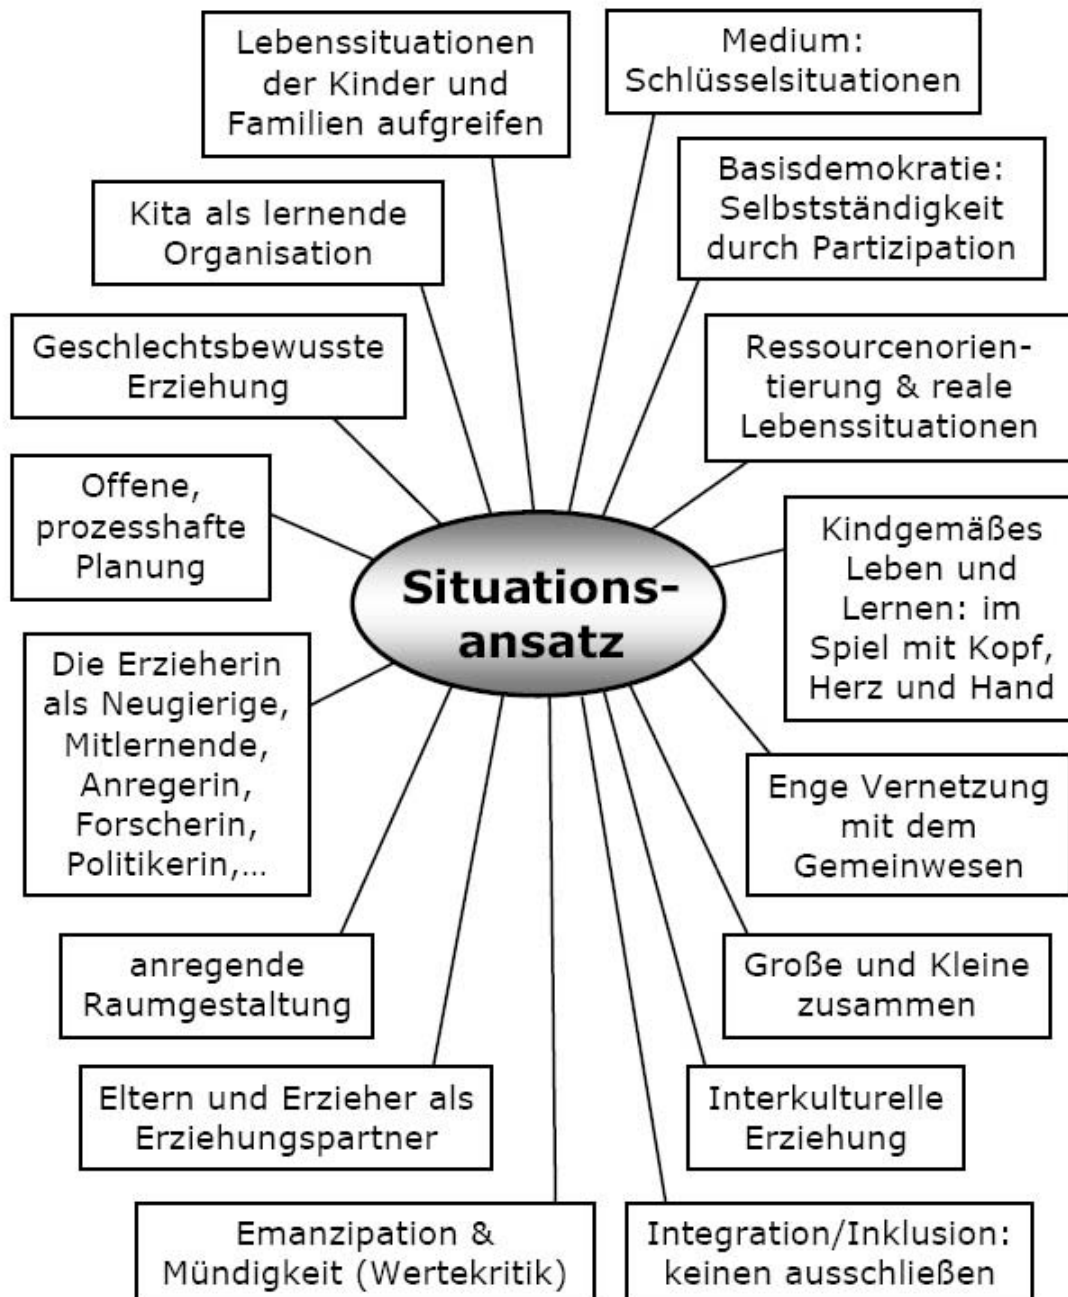 Lebenssituationen
der Kinder und
Familien aufgreifen
Medium:
Schlüsselsituationen
Kita als lernende
Organisation
Basisdemokratie:
Selbstständigkeit
durch Partizipation
Geschlechtsbewusste
Erziehung
Ressourcenorien-
tierung & reale
Lebenssituationen
Offene,
prozesshafte
Planung
Kindgemäßes
Leben und
Lernen: im
Spiel mit Kopf,
Herz und Hand
Situations-
ansatz
Die Erzieherin
als Neugierige,
Mitlernende,
Anregerin,
Forscherin,
Politikerin,...
Enge Vernetzung
mit dem
Gemeinwesen
anregende
Raumgestaltung
Große und Kleine
zusammen
Eltern und Erzieher als
Erziehungspartner
Interkulturelle
Erziehung
Emanzipation &
Mündigkeit (Wertekritik)
Integration/Inklusion:
keinen ausschließen